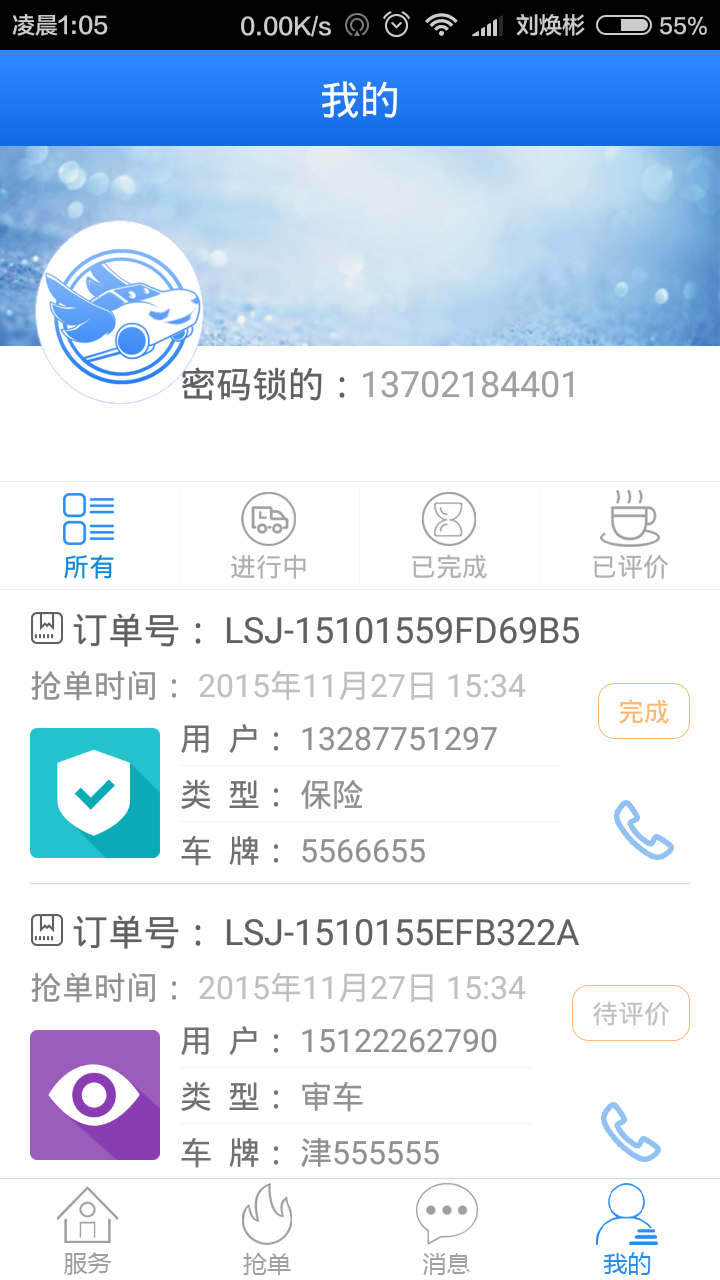 凌晨1:05 0.00K/s 刘焕彬 55%
我的
密码锁的：13702184401
所有 进行中 已完成 已评价
订单号： LSJ-15101559FD69B5
抢单时间： 2015年11月27日 15:34
完成
用 户： 13287751297
类 型： 保险
车 牌： 5566655
订单号： LSJ-1510155EFB322A
抢单时间： 2015年11月27日 15:34
待评价
用 户： 15122262790
类 型： 审车
车 牌： 津555555
服务 抢单 消息 我的